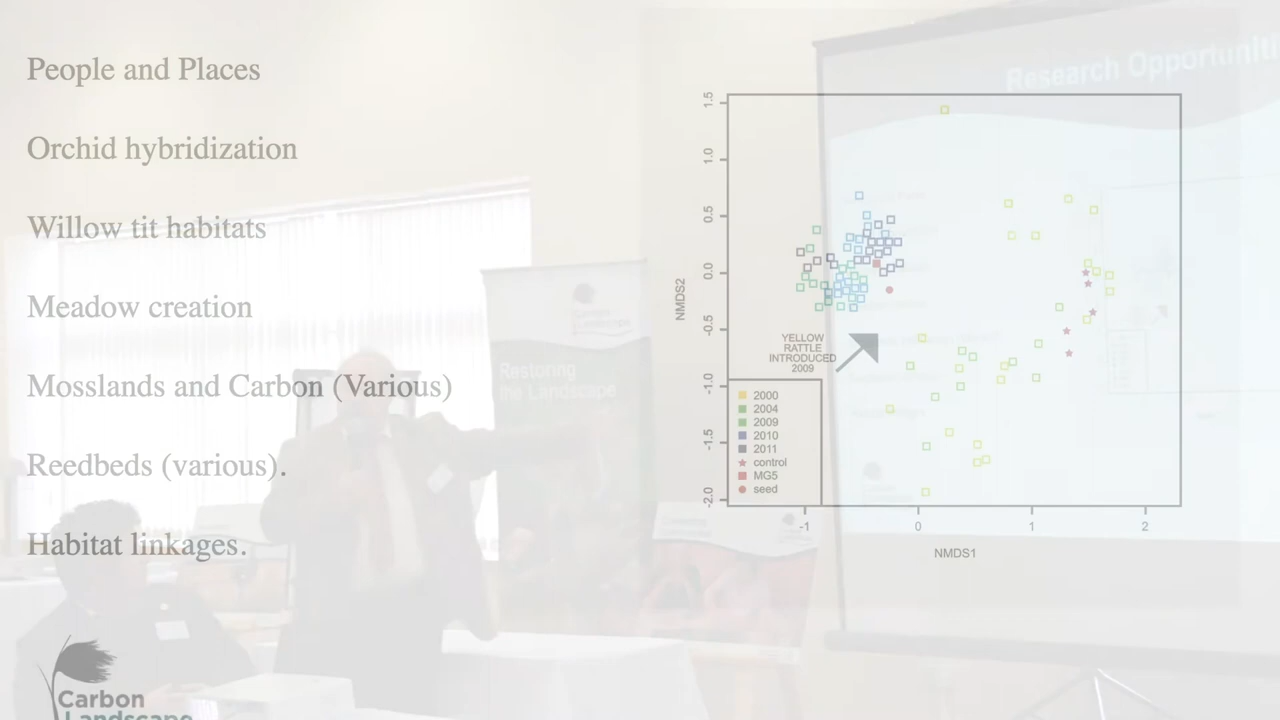 People and Places
Orchid hybridization
Willow tit habitats
Meadow creation
Mosslands and Carbon (Various)
Reedbeds (various).
Habitat linkages.
Carbon
Landscape
Restoring
the Landscape
Research Opportuniti
NMDS2
1.5
1.0
0.5
0.0
-0.5
-1.0
-1.5
-2.0
YELLOW
RATTLE
INTRODUCED
2009
2000
2004
2009
2010
2011
control
MG5
seed
-1
0
1
2
NMDS1